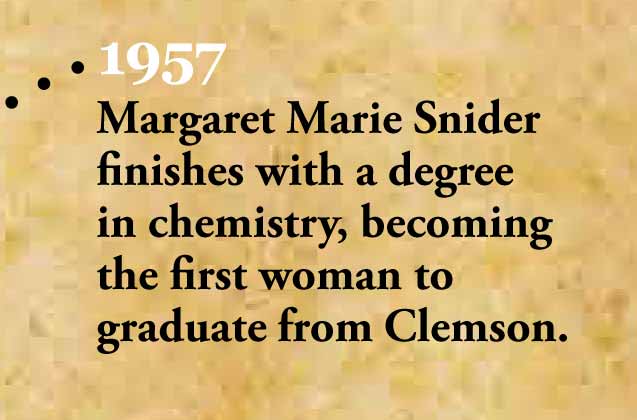 1957
Margaret Marie Snider
finishes with a degree
in chemistry, becoming
the first woman to
graduate from Clemson.